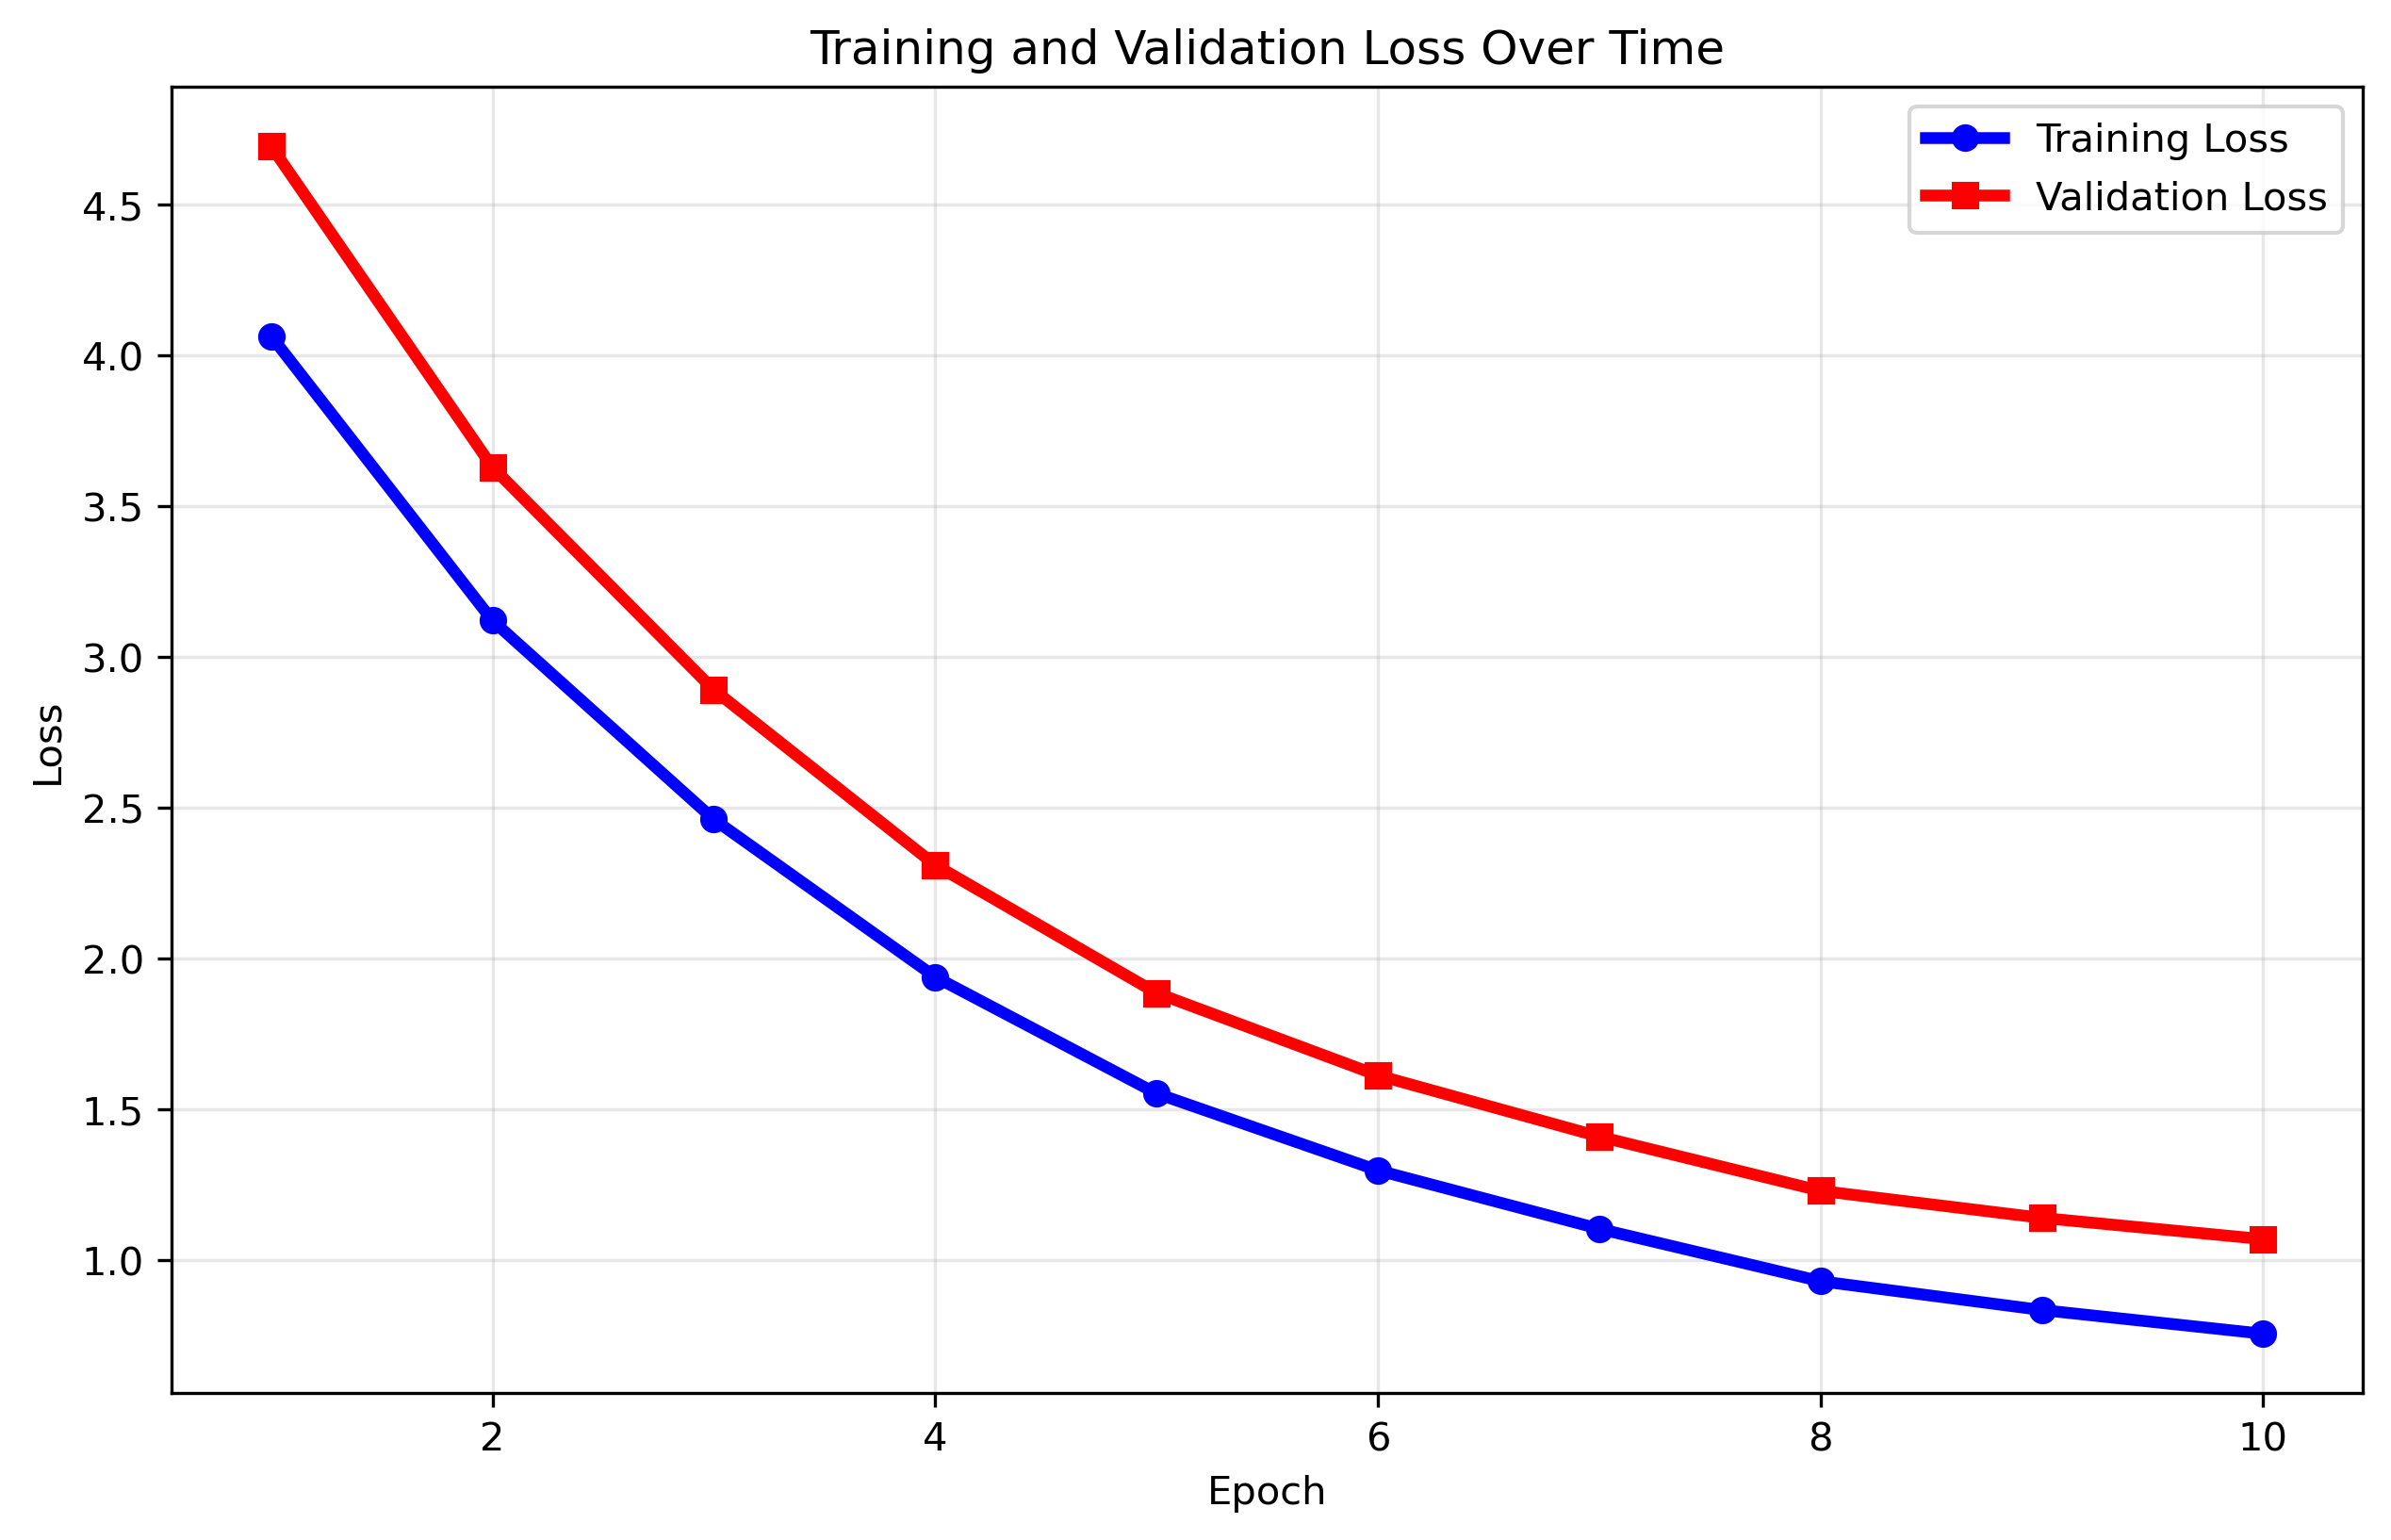 Training and Validation Loss Over Time
Training Loss
Validation Loss
4.5
4.0
3.5
3.0
2.5
2.0
1.5
1.0
Loss
2 4 6 8 10
Epoch